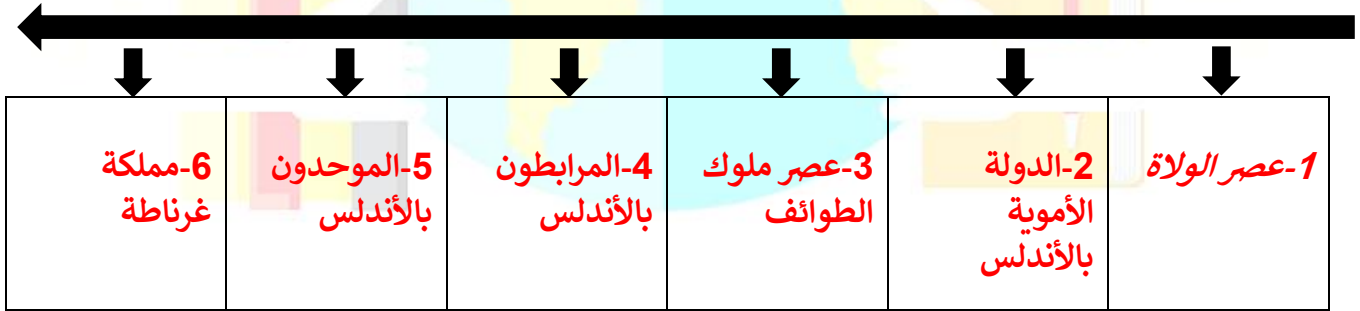 1-عصر الولاة
2-الدولة
الأموية
بالأندلس
3-عصر ملوك
الطوائف
4-المرابطون
بالأندلس
5-الموحدون
بالأندلس
6-مملكة
غرناطة